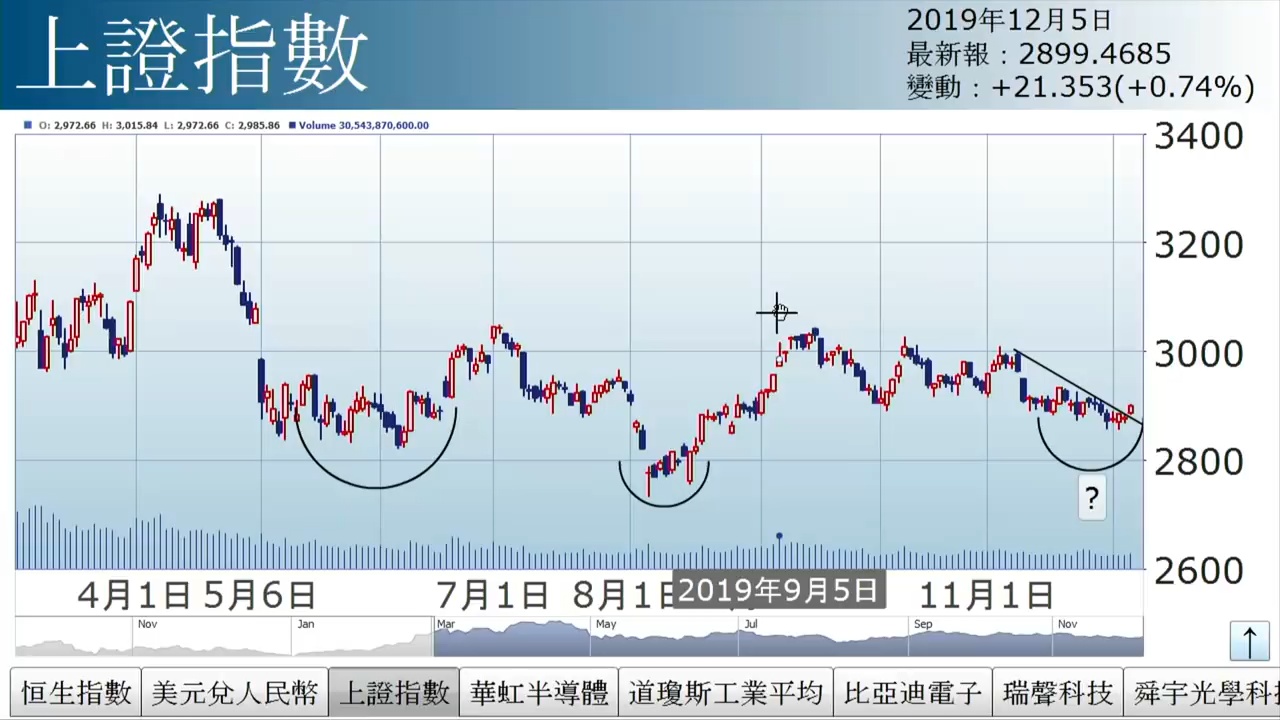 上證指數
2019年12月5日
最新報：2899.4685
變動：+21.353(+0.74%)
O: 2,972.66 H: 3,015.84 L: 2,972.66 C: 2,985.86 Volume 30,543,870,600.00
3400
3200
3000
2800
2600
?
4月1日 5月6日 7月1日 8月1日 2019年9月5日 11月1日
Nov Jan Mar May Jul Sep Nov
↑
恒生指數 美元兌人民幣 上證指數 華虹半導體 道瓊斯工業平均 比亞迪電子 瑞聲科技 舜宇光學科